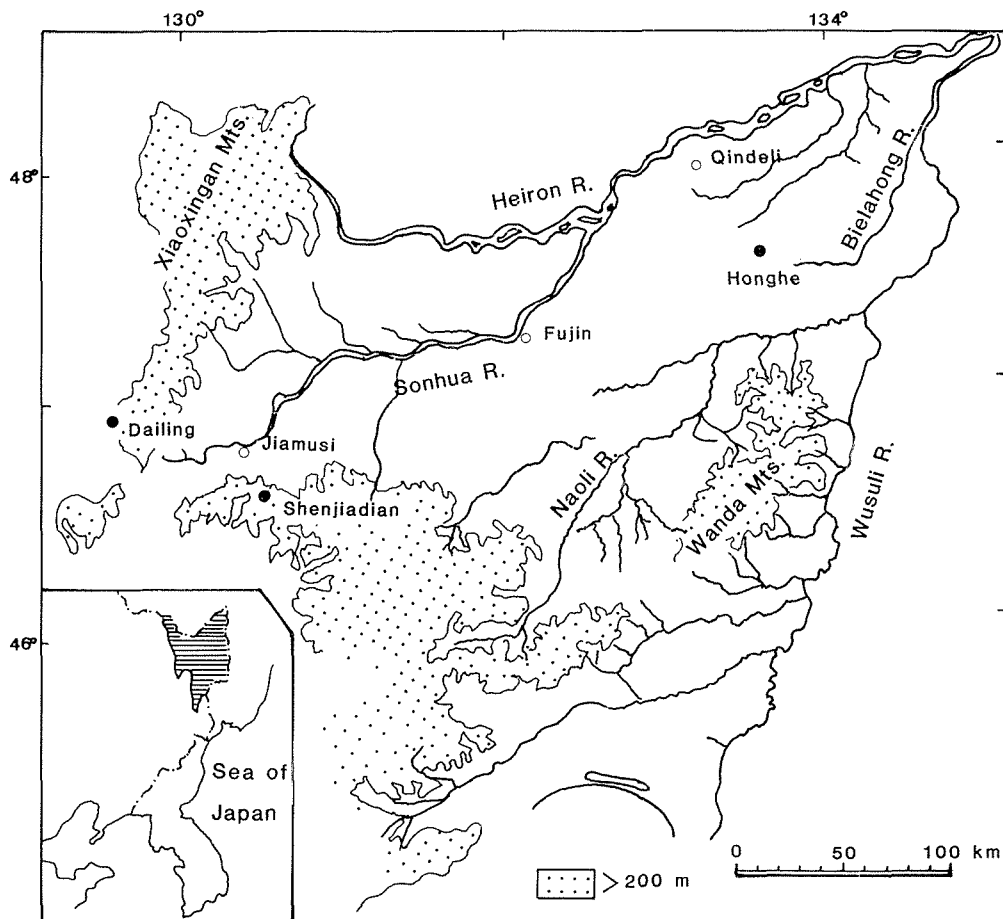 130°
134°
48°
46°
Xiaoxingan Mts.
Heiron R.
Qindeli
Bielahong R.
Honghe
Fujin
Sonhua R.
Dailing
Jiamusi
Shenjiadian
Naoli R.
Wanda Mts.
Wusuli R.
Sea of
Japan
> 200 m
0 50 100 km